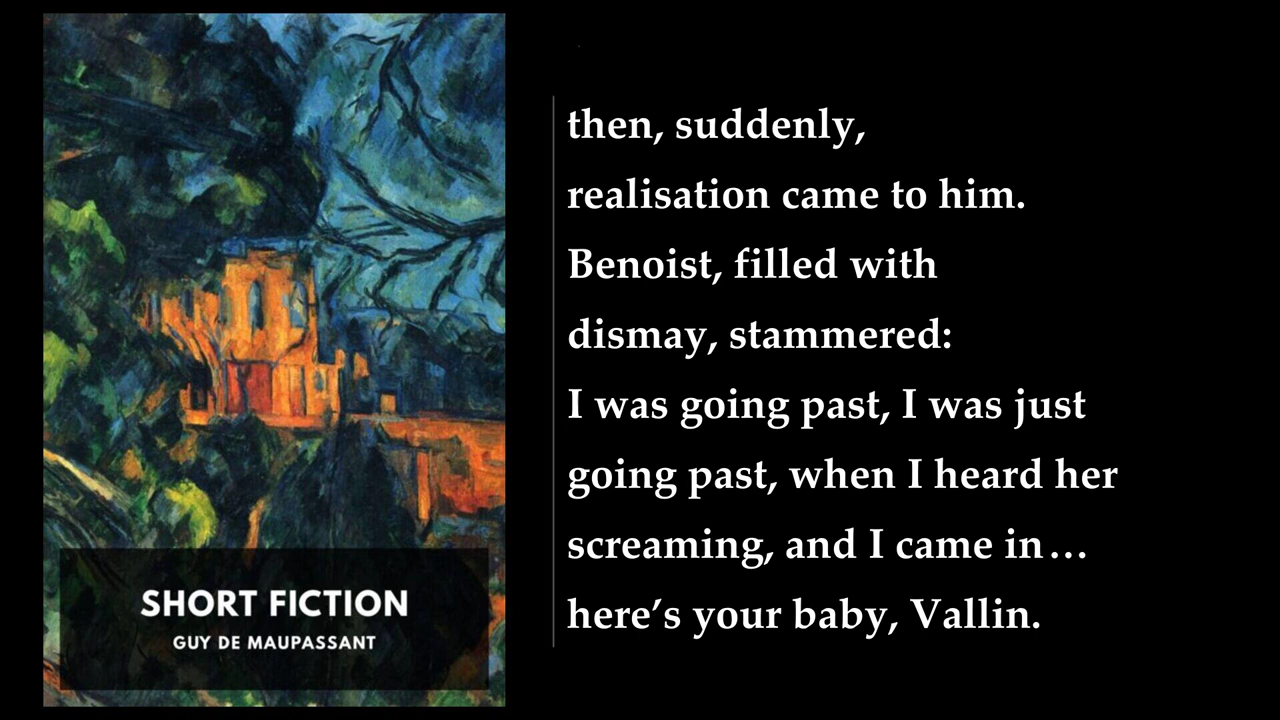 then, suddenly,
realisation came to him.
Benoist, filled with
dismay, stammered:
I was going past, I was just
going past, when I heard her
screaming, and I came in…
here’s your baby, Vallin.
SHORT FICTION
GUY DE MAUPASSANT